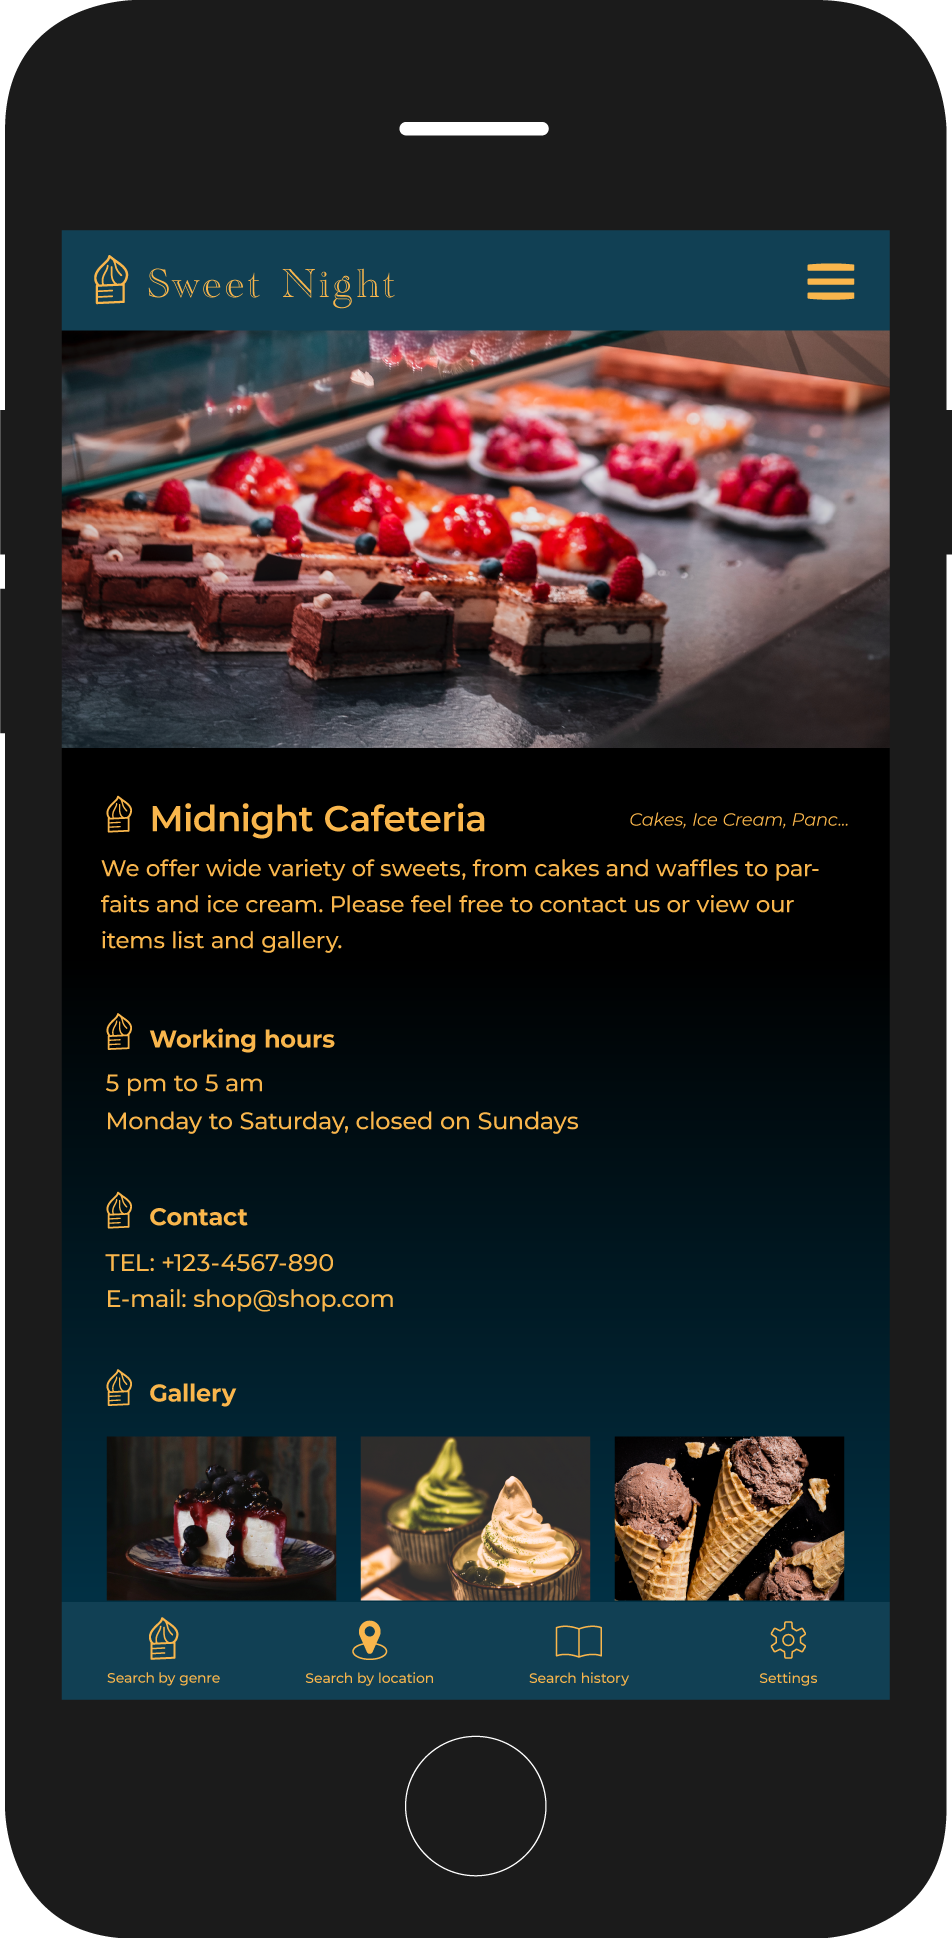 Sweet Night
Midnight Cafeteria
Cakes, Ice Cream, Panc...
We offer wide variety of sweets, from cakes and waffles to par-
faits and ice cream. Please feel free to contact us or view our
items list and gallery.
Working hours
5 pm to 5 am
Monday to Saturday, closed on Sundays
Contact
TEL: +123-4567-890
E-mail: shop@shop.com
Gallery
Search by genre
Search by location
Search history
Settings